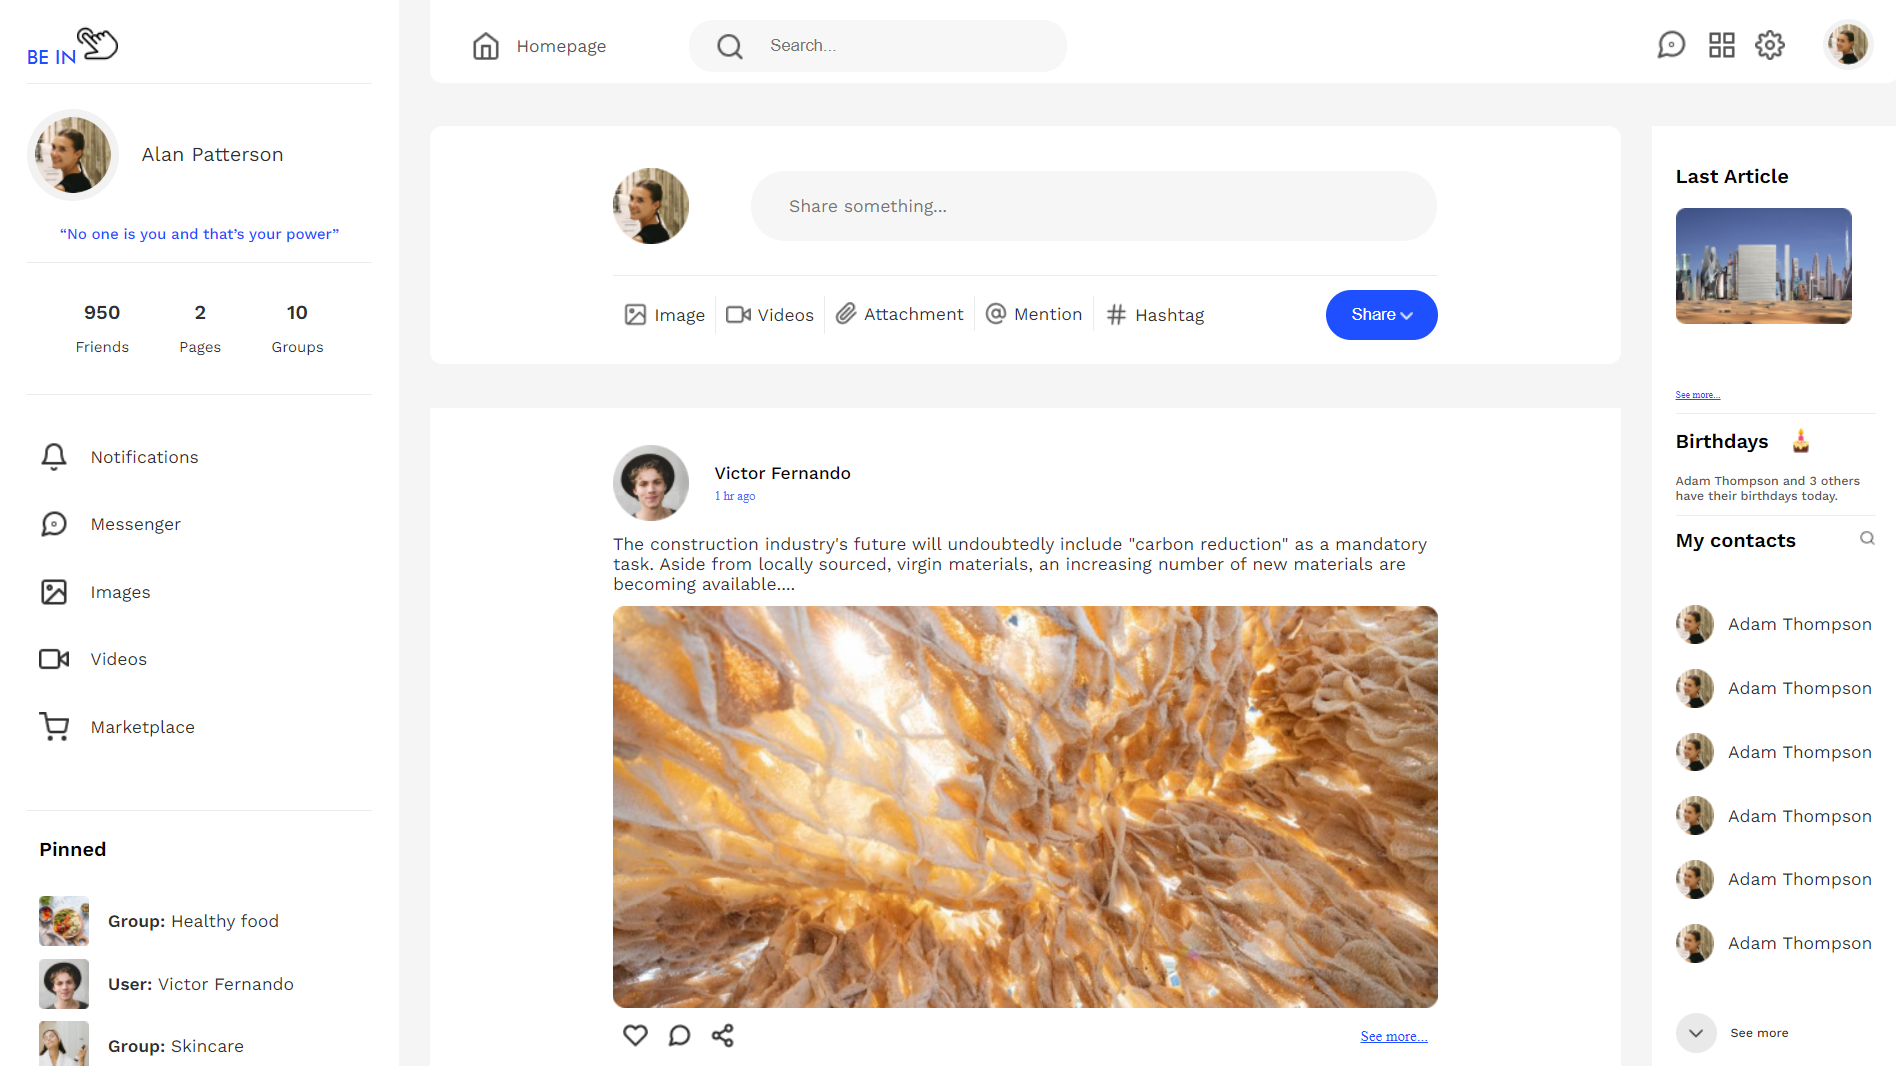 BE IN
Alan Patterson
“No one is you and that’s your power”
950
2
10
Friends
Pages
Groups
Notifications
Messenger
Images
Videos
Marketplace
Pinned
Group: Healthy food
User: Victor Fernando
Group: Skincare
Homepage
Search...
Share something...
Image
Videos
Attachment
Mention
Hashtag
Share
Victor Fernando
1 hr ago
The construction industry's future will undoubtedly include "carbon reduction" as a mandatory
task. Aside from locally sourced, virgin materials, an increasing number of new materials are
becoming available....
See more...
Last Article
See more...
Birthdays
Adam Thompson and 3 others
have their birthdays today.
My contacts
Adam Thompson
Adam Thompson
Adam Thompson
Adam Thompson
Adam Thompson
Adam Thompson
See more